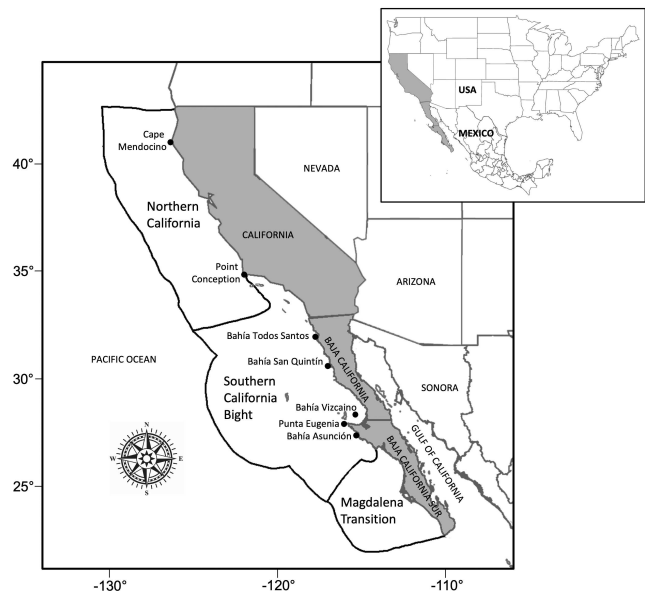 USA
MEXICO
Cape
Mendocino
40°
NEVADA
Northern
California
CALIFORNIA
Point
Conception
35°
ARIZONA
Bahía Todos Santos
BAJA CALIFORNIA
PACIFIC OCEAN
Bahía San Quintín
30°
Southern
California
Bight
SONORA
Bahía Vizcaino
Punta Eugenia
Bahía Asunción
GULF OF CALIFORNIA
BAJA CALIFORNIA SUR
N
W
E
S
25°
Magdalena
Transition
-130°
-120°
-110°